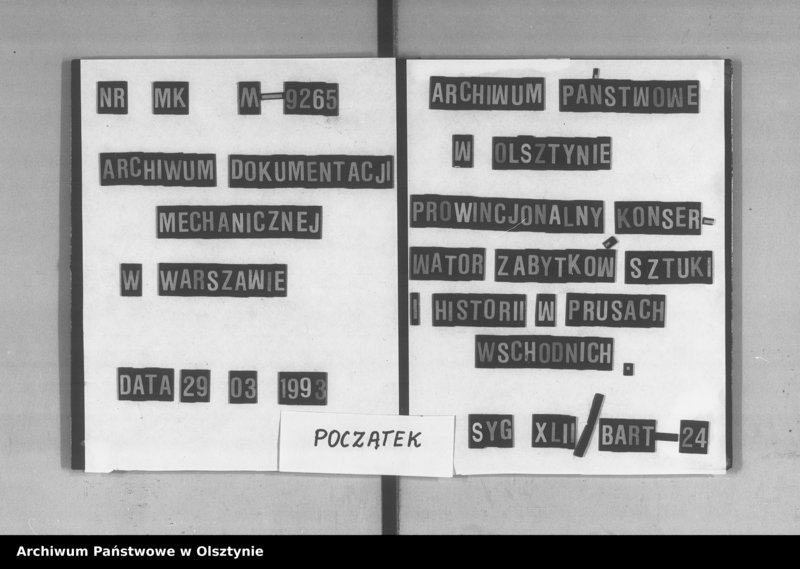 NR MK M-9265
ARCHIWUM DOKUMENTACJI
MECHANICZNEJ
W WARSZAWIE
DATA 29 03 1993
ARCHIWUM PAŃSTWOWE
W OLSZTYNIE
PROWINCJONALNY KONSER-
WATOR ZABYTKÓW SZTUKI
I HISTORII W PRUSACH
WSCHODNICH.
SYG XLII/BART-24
POCZĄTEK
Archiwum Państwowe w Olsztynie